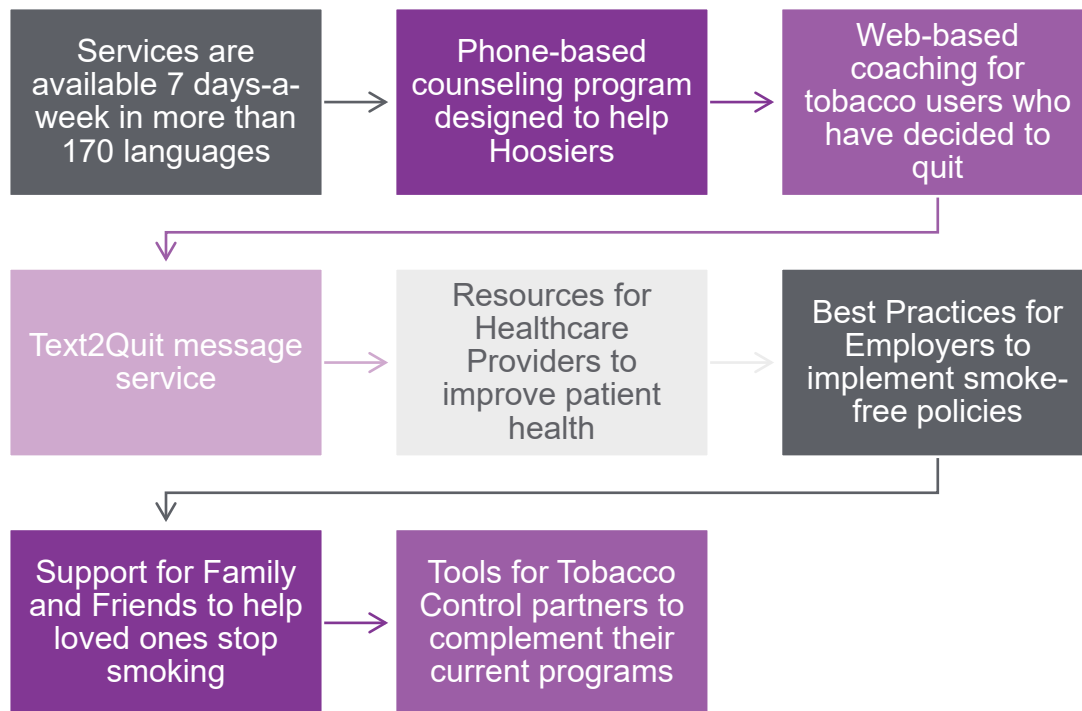 Services are
available 7 days-a-
week in more than
170 languages
Phone-based
counseling program
designed to help
Hoosiers
Web-based
coaching for
tobacco users who
have decided to
quit
Text2Quit message
service
Resources for
Healthcare
Providers to
improve patient
health
Best Practices for
Employers to
implement smoke-
free policies
Support for Family
and Friends to help
loved ones stop
smoking
Tools for Tobacco
Control partners to
complement their
current programs